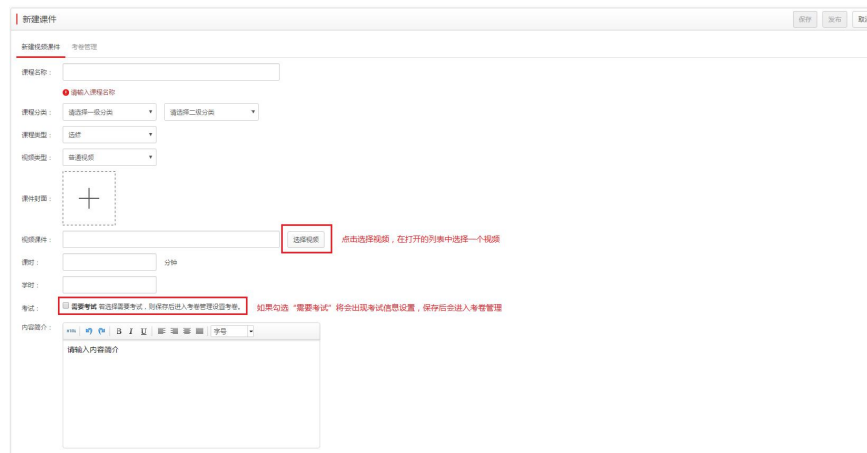 新建课件
保存 发布
新建视频课件 考卷管理
课程名称：
请输入课程名称
课程分类： 请选择一级分类 请选择二级分类
课程类型： 选修
视频类型： 普通视频
课件封面：
视频课件： 选择视频 点击选择视频，在打开的列表中选择一个视频
课时： 分钟
学时：
考试： 需要考试 若选择需要考试，则保存后进入考卷管理设置考卷。 如果勾选“需要考试”将会出现考试信息设置，保存后会进入考卷管理
内容简介： HTML B I U 字号
请输入内容简介